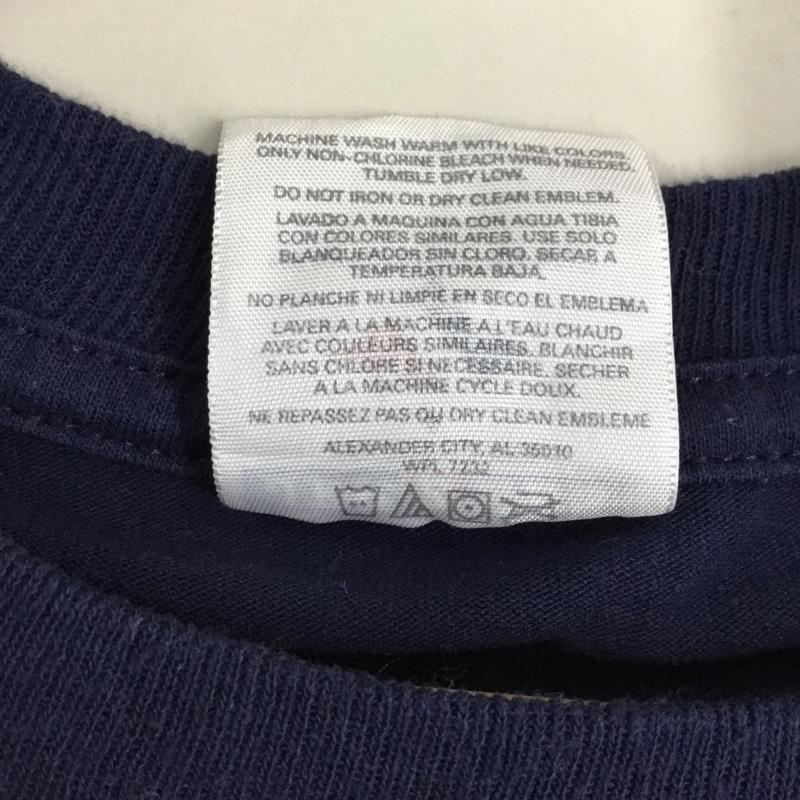 MACHINE WASH WARM WITH LIKE COLORS.
ONLY NON-CHLORINE BLEACH WHEN NEEDED.
TUMBLE DRY LOW.
DO NOT IRON OR DRY CLEAN EMBLEM.
LAVADO A MAQUINA CON AGUA TIBIA
CON COLORES SIMILARES. USE SOLO
BLANQUEADOR SIN CLORO. SECAR A
TEMPERATURA BAJA.
NO PLANCHE NI LIMPIE EN SECO EL EMBLEMA
LAVER A LA MACHINE A L'EAU CHAUD
AVEC COULEURS SIMILAIRES. BLANCHIR
SANS CHLORE SI NECESSAIRE. SECHER
A LA MACHINE CYCLE DOUX.
NE REPASSEZ PAS OU DRY CLEAN EMBLEME
ALEXANDER CITY, AL 35010
WPL 7232